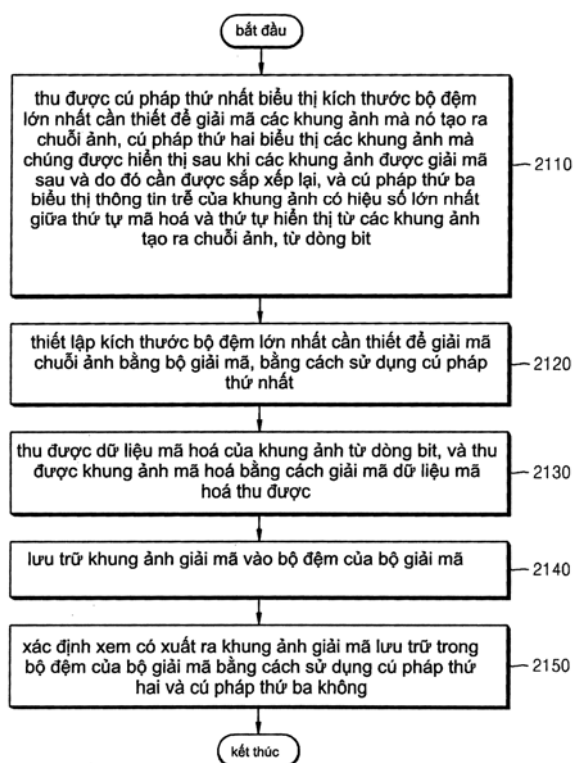 bắt đầu
thu được cú pháp thứ nhất biểu thị kích thước bộ đệm
lớn nhất cần thiết để giải mã các khung ảnh mà nó tạo ra
chuỗi ảnh, cú pháp thứ hai biểu thị các khung ảnh mà
chúng được hiển thị sau khi các khung ảnh được giải mã
sau và do đó cần được sắp xếp lại, và cú pháp thứ ba
biểu thị thông tin trễ của khung ảnh có hiệu số lớn nhất
giữa thứ tự mã hoá và thứ tự hiển thị từ các khung ảnh
tạo ra chuỗi ảnh, từ dòng bit
2110
thiết lập kích thước bộ đệm lớn nhất cần thiết để giải mã
chuỗi ảnh bằng bộ giải mã, bằng cách sử dụng cú pháp
thứ nhất
2120
thu được dữ liệu mã hoá của khung ảnh từ dòng bit, và thu
được khung ảnh mã hoá bằng cách giải mã dữ liệu mã
hoá thu được
2130
lưu trữ khung ảnh giải mã vào bộ đệm của bộ giải mã
2140
xác định xem có xuất ra khung ảnh giải mã lưu trữ trong
bộ đệm của bộ giải mã bằng cách sử dụng cú pháp thứ
hai và cú pháp thứ ba không
2150
kết thúc